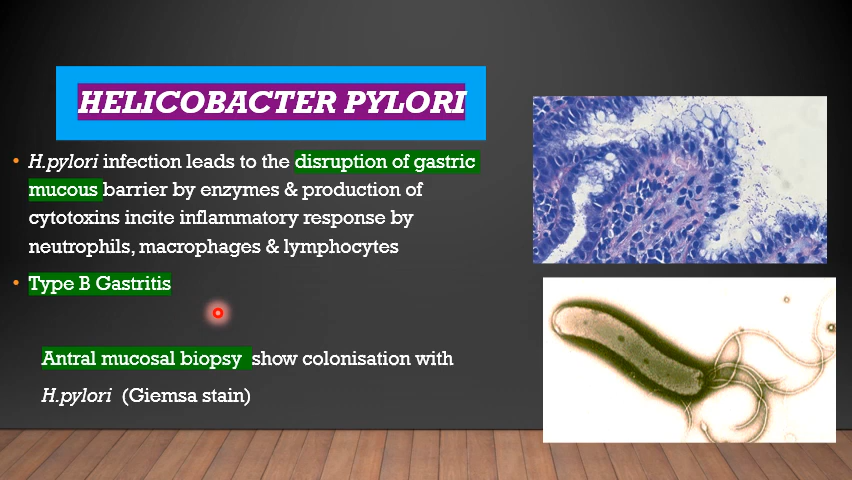 HELICOBACTER PYLORI
• H.pylori infection leads to the disruption of gastric
mucous barrier by enzymes & production of
cytotoxins incite inflammatory response by
neutrophils, macrophages & lymphocytes
• Type B Gastritis
Antral mucosal biopsy show colonisation with
H.pylori (Giemsa stain)